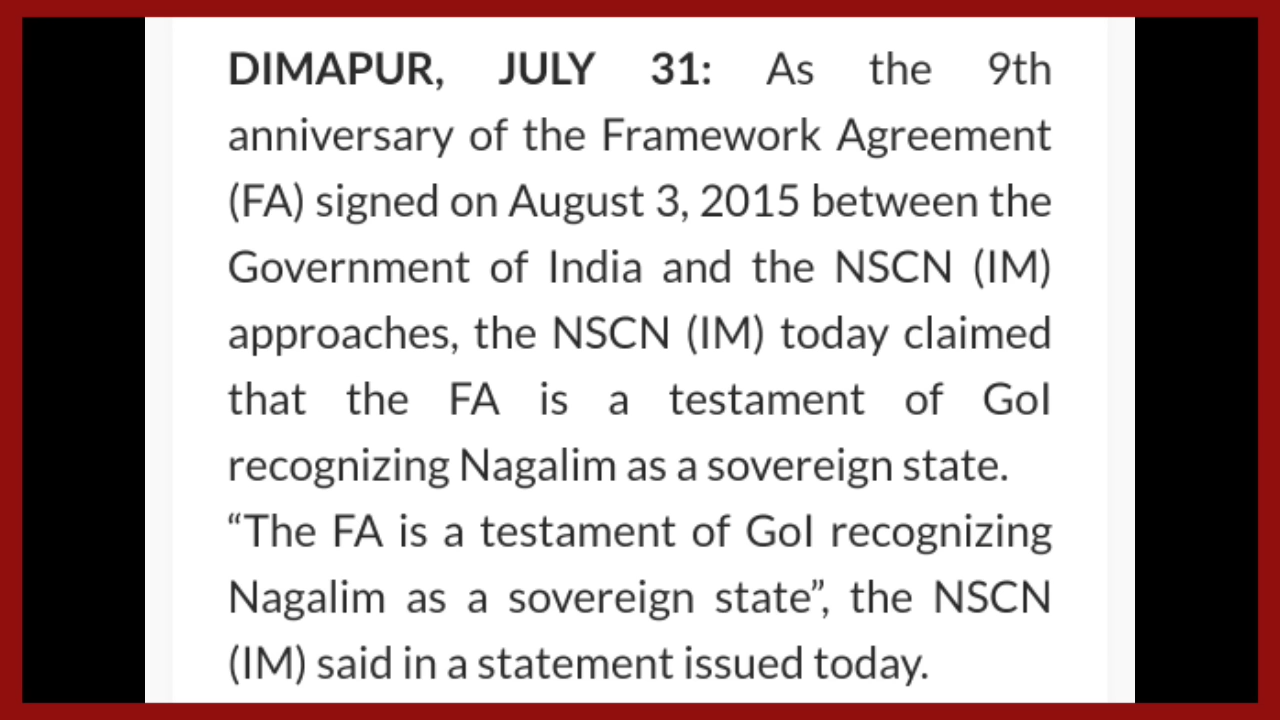 DIMAPUR, JULY 31: As the 9th
anniversary of the Framework Agreement
(FA) signed on August 3, 2015 between the
Government of India and the NSCN (IM)
approaches, the NSCN (IM) today claimed
that the FA is a testament of GoI
recognizing Nagalim as a sovereign state.
“The FA is a testament of GoI recognizing
Nagalim as a sovereign state”, the NSCN
(IM) said in a statement issued today.